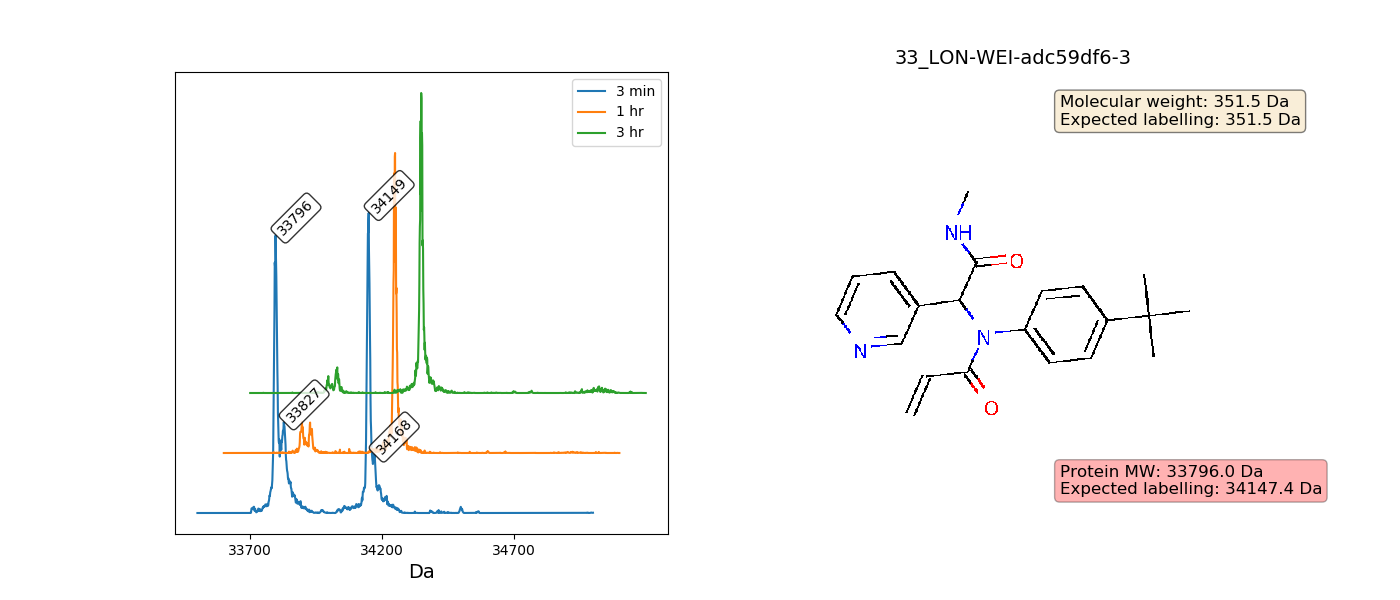 33_LON-WEI-adc59df6-3
3 min
1 hr
3 hr
Molecular weight: 351.5 Da
Expected labelling: 351.5 Da
33796
34149
33827
34168
NH
O
N
N
O
Protein MW: 33796.0 Da
Expected labelling: 34147.4 Da
33700
34200
34700
Da